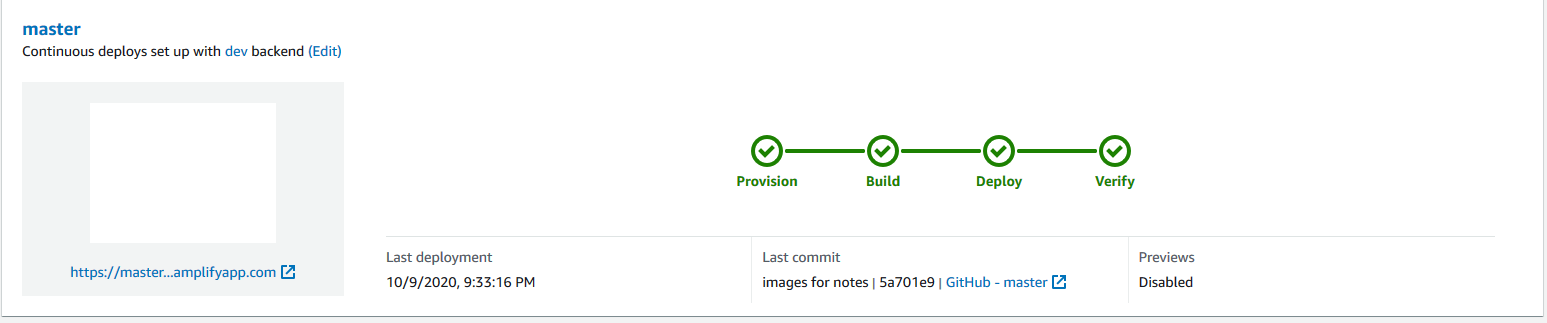 master
Continuous deploys set up with dev backend (Edit)
Provision
Build
Deploy
Verify
https://master...amplifyapp.com
Last deployment
10/9/2020, 9:33:16 PM
Last commit
images for notes | 5a701e9 | GitHub - master
Previews
Disabled